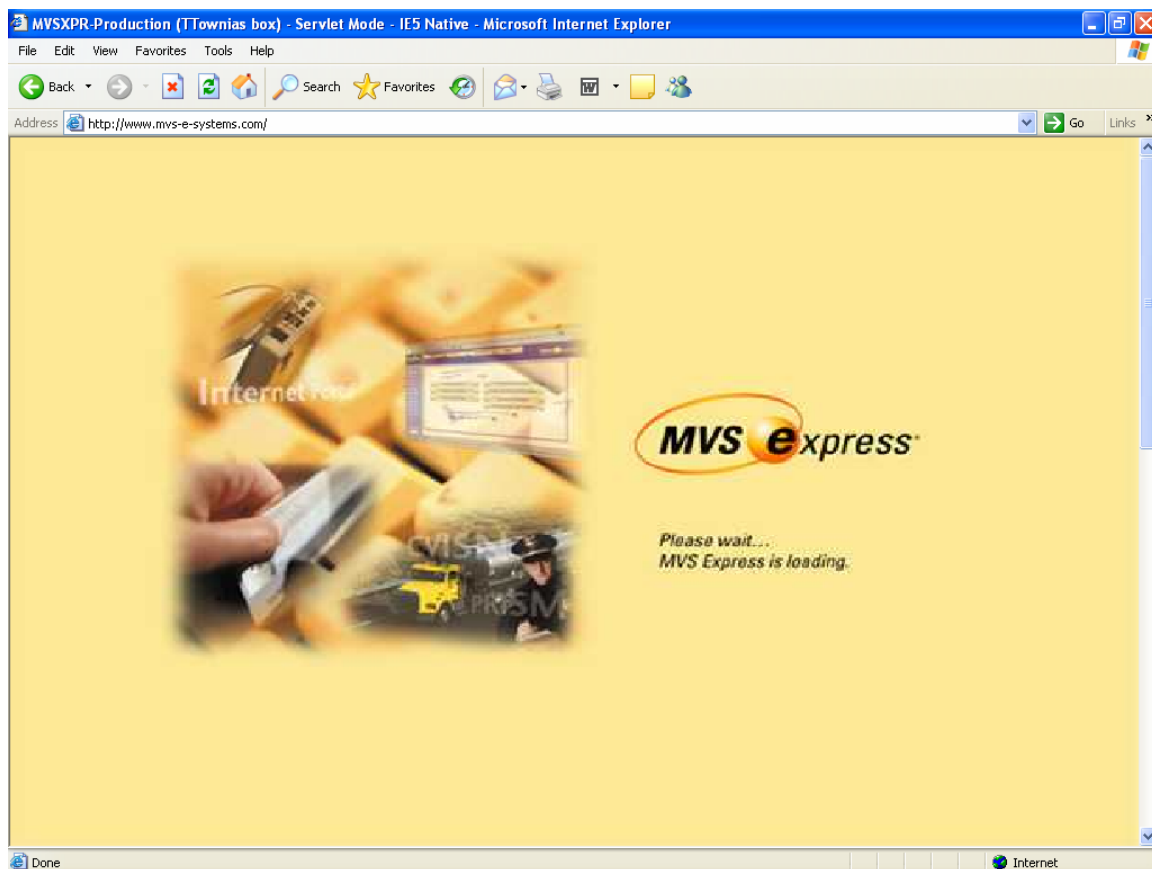 MVSXPR-Production (TTownias box) - Servlet Mode - IE5 Native - Microsoft Internet Explorer
File Edit View Favorites Tools Help
Back Search Favorites
Address http://www.mvs-e-systems.com/ Go Links »
Internet
MVS express
Please wait...
MVS Express is loading.
CVISN
PRISM
Done Internet